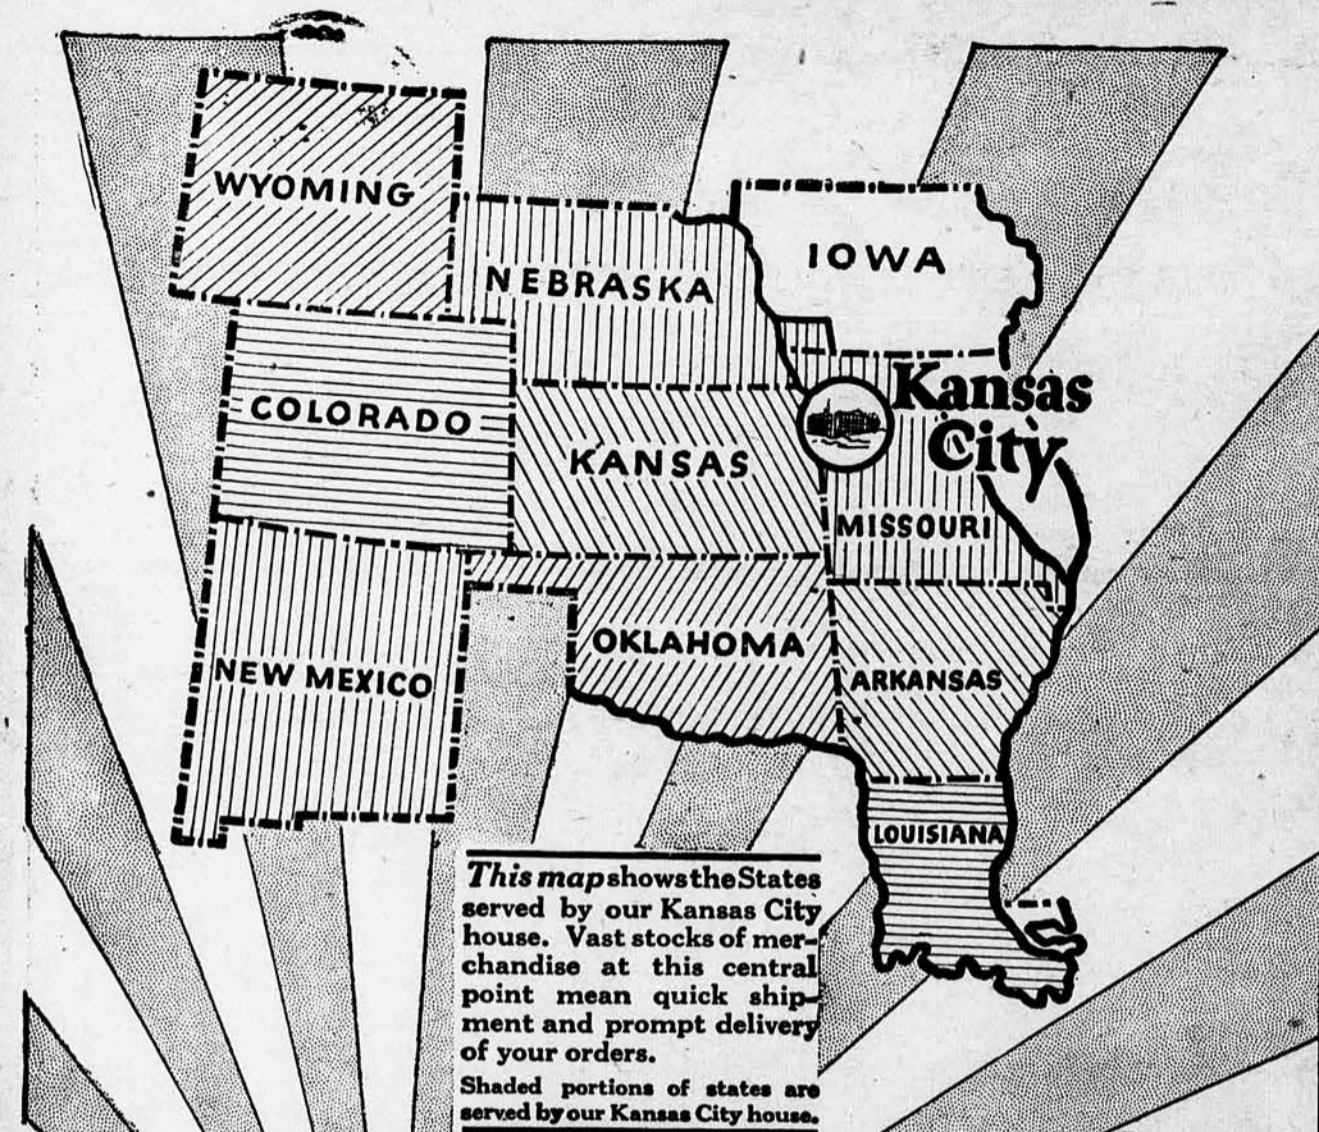 WYOMING
IOWA
NEBRASKA
Kansas
City
COLORADO
KANSAS
MISSOURI
OKLAHOMA
NEW MEXICO
ARKANSAS
LOUISIANA
This map shows the States
served by our Kansas City
house. Vast stocks of mer-
chandise at this central
point mean quick ship-
ment and prompt delivery
of your orders.
Shaded portions of states are
served by our Kansas City house.